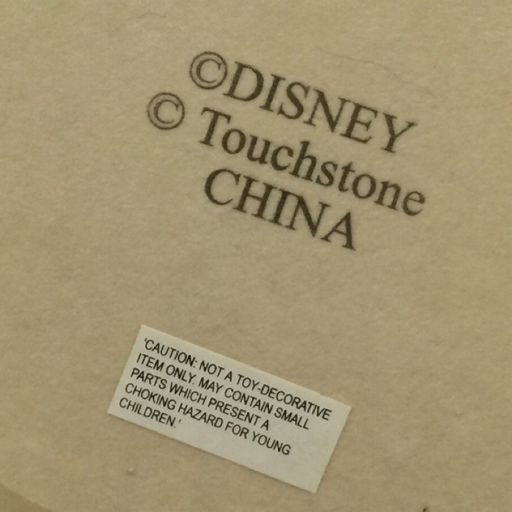 ©DISNEY
© Touchstone
CHINA
'CAUTION: NOT A TOY-DECORATIVE
ITEM ONLY. MAY CONTAIN SMALL
PARTS WHICH PRESENT A
CHOKING HAZARD FOR YOUNG
CHILDREN.'